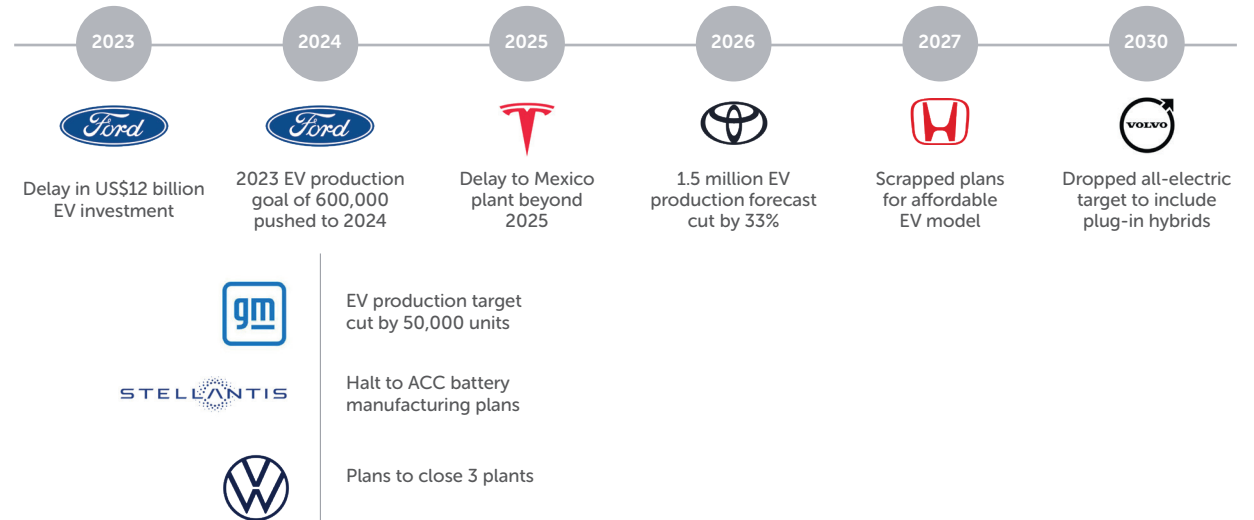 2023
2024
2025
2026
2027
2030
Ford
Ford
VOLVO
Delay in US$12 billion
EV investment
2023 EV production
goal of 600,000
pushed to 2024
Delay to Mexico
plant beyond
2025
1.5 million EV
production forecast
cut by 33%
Scrapped plans
for affordable
EV model
Dropped all-electric
target to include
plug-in hybrids
gm
EV production target
cut by 50,000 units
STELLANTIS
Halt to ACC battery
manufacturing plans
Plans to close 3 plants